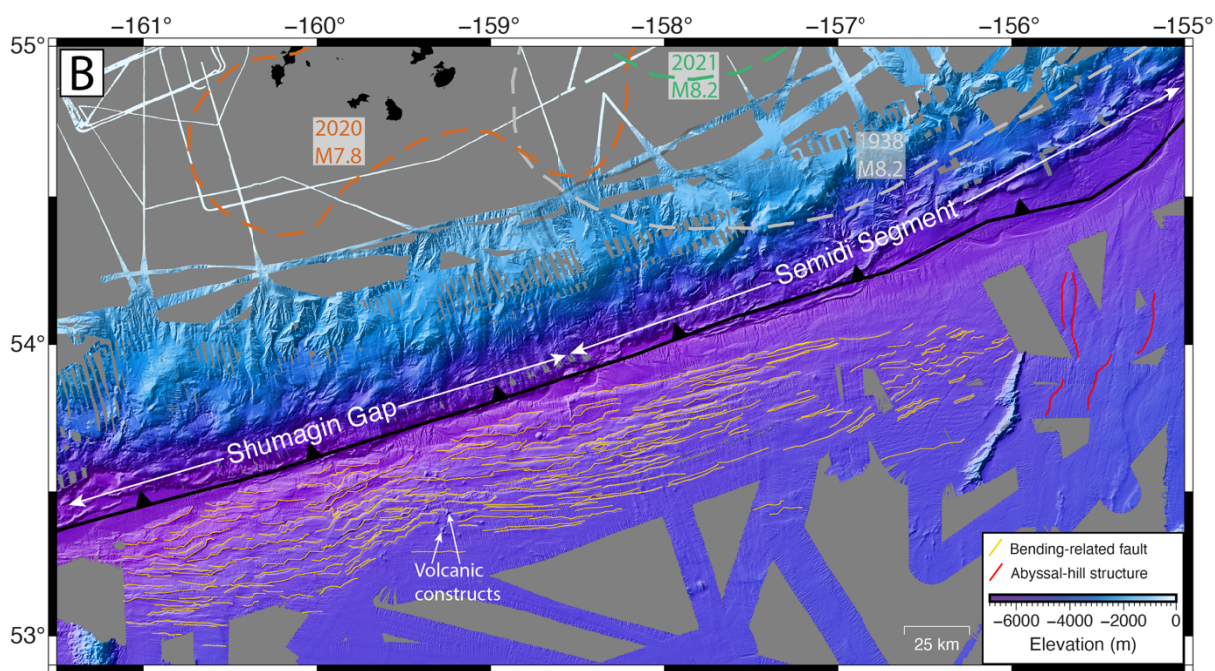 −161°
−160°
−159°
−158°
−157°
−156°
−155°
55°
54°
53°
B
2020
M7.8
2021
M8.2
1938
M8.2
Semidi Segment
Shumagin Gap
Volcanic
constructs
Bending-related fault
Abyssal-hill structure
−6000 −4000 −2000 0
Elevation (m)
25 km